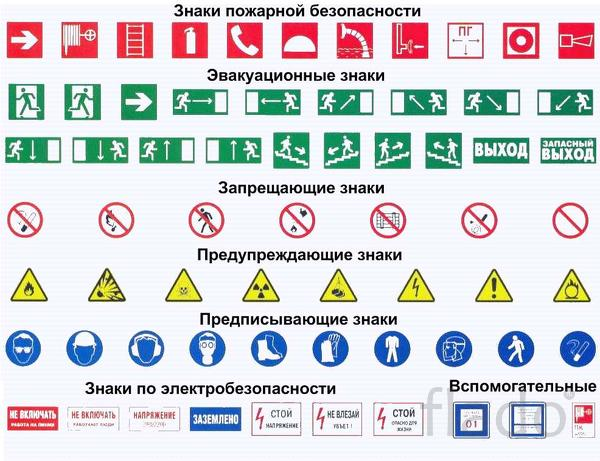 Знаки пожарной безопасности
ПГ
Эвакуационные знаки
ВЫХОД
ЗАПАСНЫЙ
ВЫХОД
Запрещающие знаки
Предупреждающие знаки
Предписывающие знаки
Знаки по электробезопасности
Вспомогательные
НЕ ВКЛЮЧАТЬ
РАБОТА НА ЛИНИИ
НЕ ВКЛЮЧАТЬ
РАБОТАЮТ ЛЮДИ
НАПРЯЖЕНИЕ
ЗАЗЕМЛЕНО
СТОЙ
НАПРЯЖЕНИЕ
НЕ ВЛЕЗАЙ
УБЬЕТ!
СТОЙ
ОПАСНО ДЛЯ
ЖИЗНИ
01